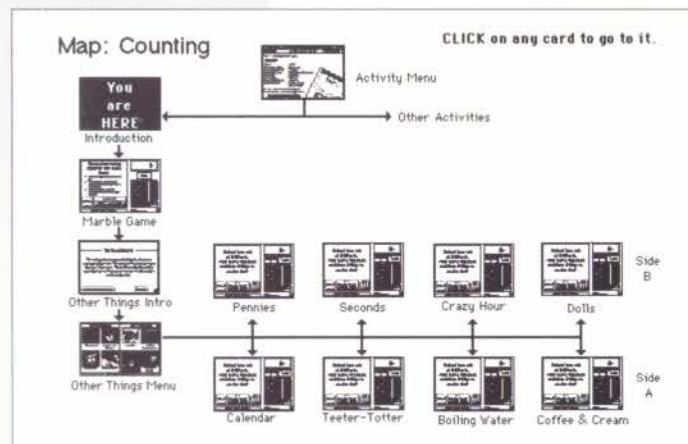 Map: Counting
CLICK on any card to go to it.
Activity Menu
You
are
HERE
Other Activities
Introduction
Marble Game
Other Things Intro
Pennies
Seconds
Crazy Hour
Dolls
Side
B
Other Things Menu
Calendar
Teeter-Totter
Boiling Water
Coffee & Cream
Side
A